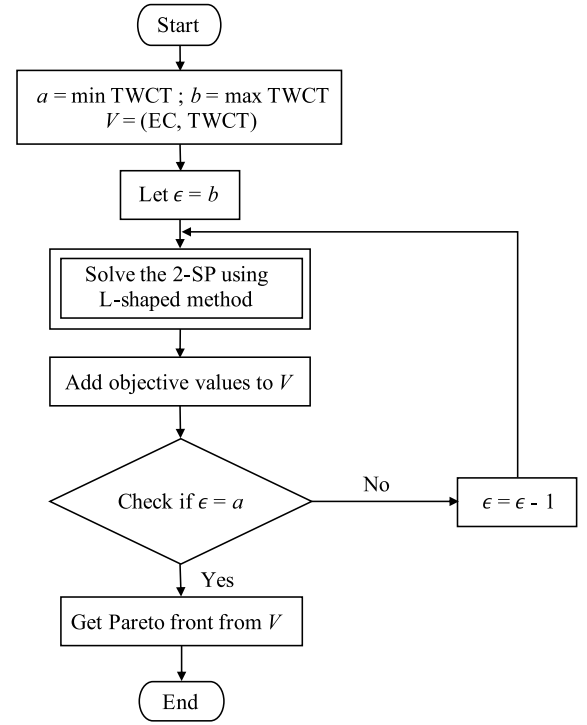 Start
a = min TWCT ; b = max TWCT
V = (EC, TWCT)
Let ϵ = b
Solve the 2-SP using
L-shaped method
Add objective values to V
Check if ϵ = a
No
ϵ = ϵ - 1
Yes
Get Pareto front from V
End